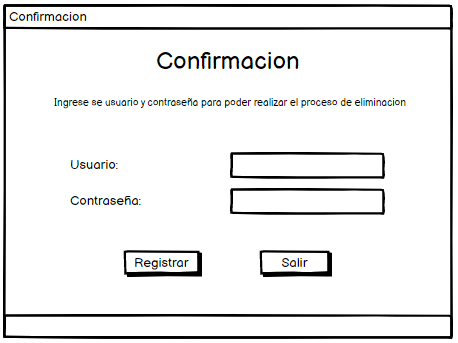 Confirmacion
Confirmacion
Ingrese se usuario y contraseña para poder realizar el proceso de eliminacion
Usuario:
Contraseña:
Registrar Salir